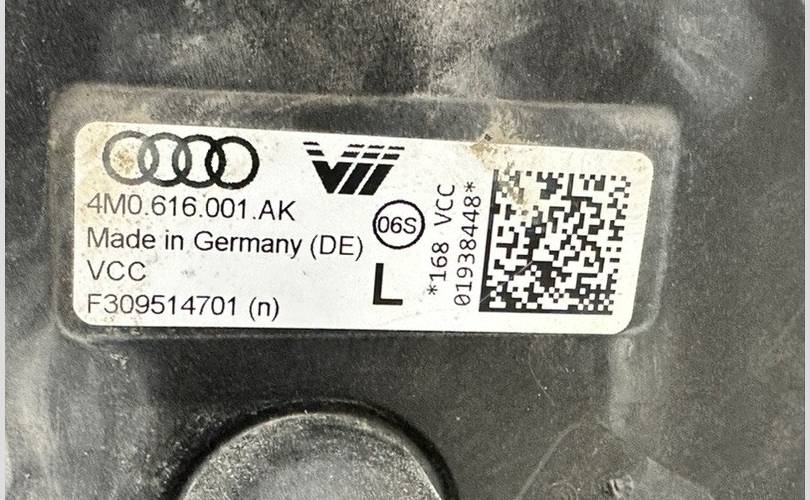 4M0.616.001.AK
Made in Germany (DE)
VCC
F309514701 (n)
06S
L
*168 VCC
01938448*